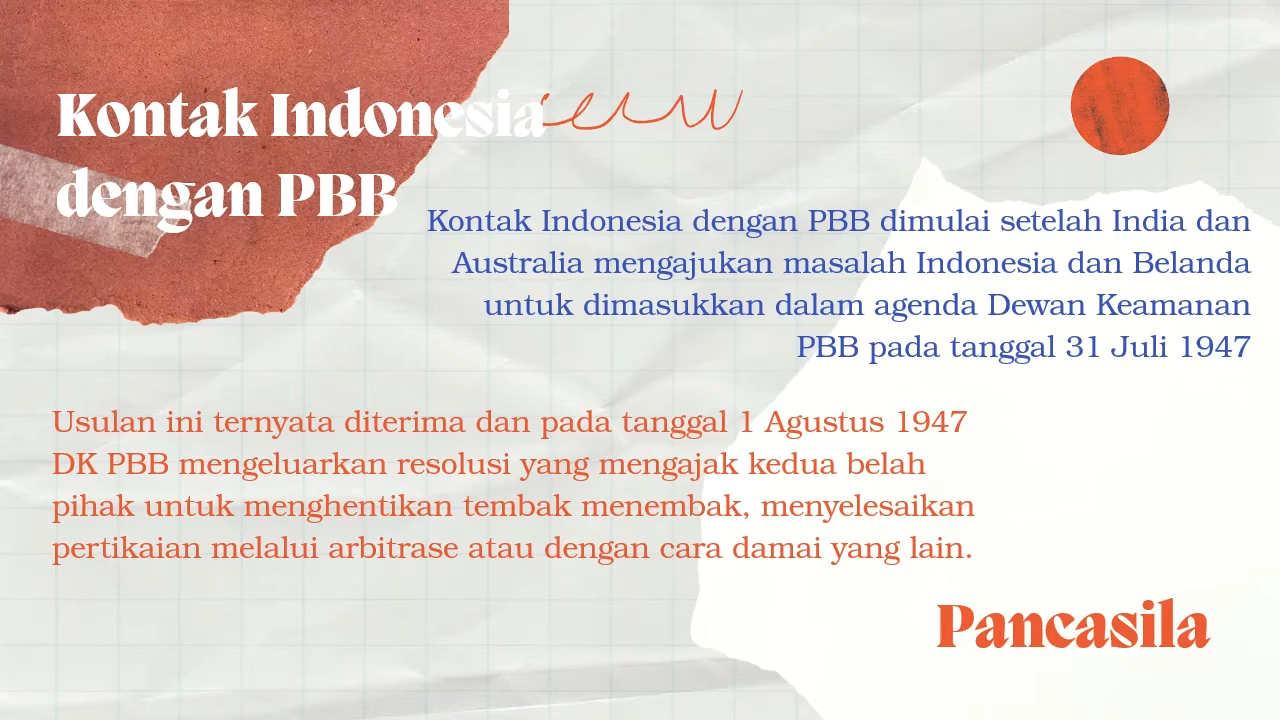 Kontak Indonesia
dengan PBB
Kontak Indonesia dengan PBB dimulai setelah India dan
Australia mengajukan masalah Indonesia dan Belanda
untuk dimasukkan dalam agenda Dewan Keamanan
PBB pada tanggal 31 Juli 1947
Usulan ini ternyata diterima dan pada tanggal 1 Agustus 1947
DK PBB mengeluarkan resolusi yang mengajak kedua belah
pihak untuk menghentikan tembak menembak, menyelesaikan
pertikaian melalui arbitrase atau dengan cara damai yang lain.
Pancasila